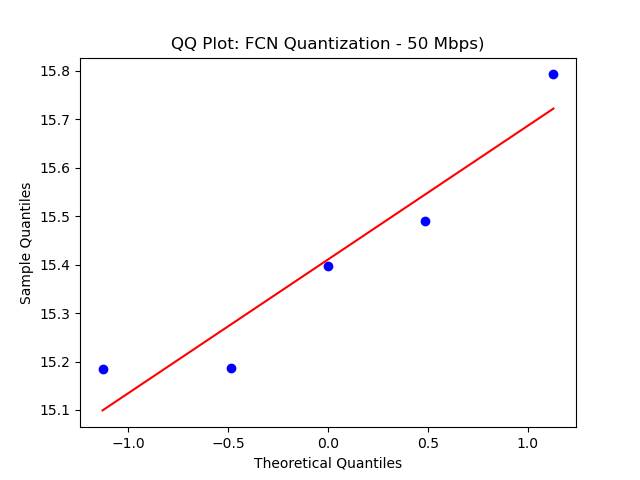 QQ Plot: FCN Quantization - 50 Mbps)
15.8
15.7
15.6
15.5
15.4
15.3
15.2
15.1
Sample Quantiles
−1.0 −0.5 0.0 0.5 1.0
Theoretical Quantiles